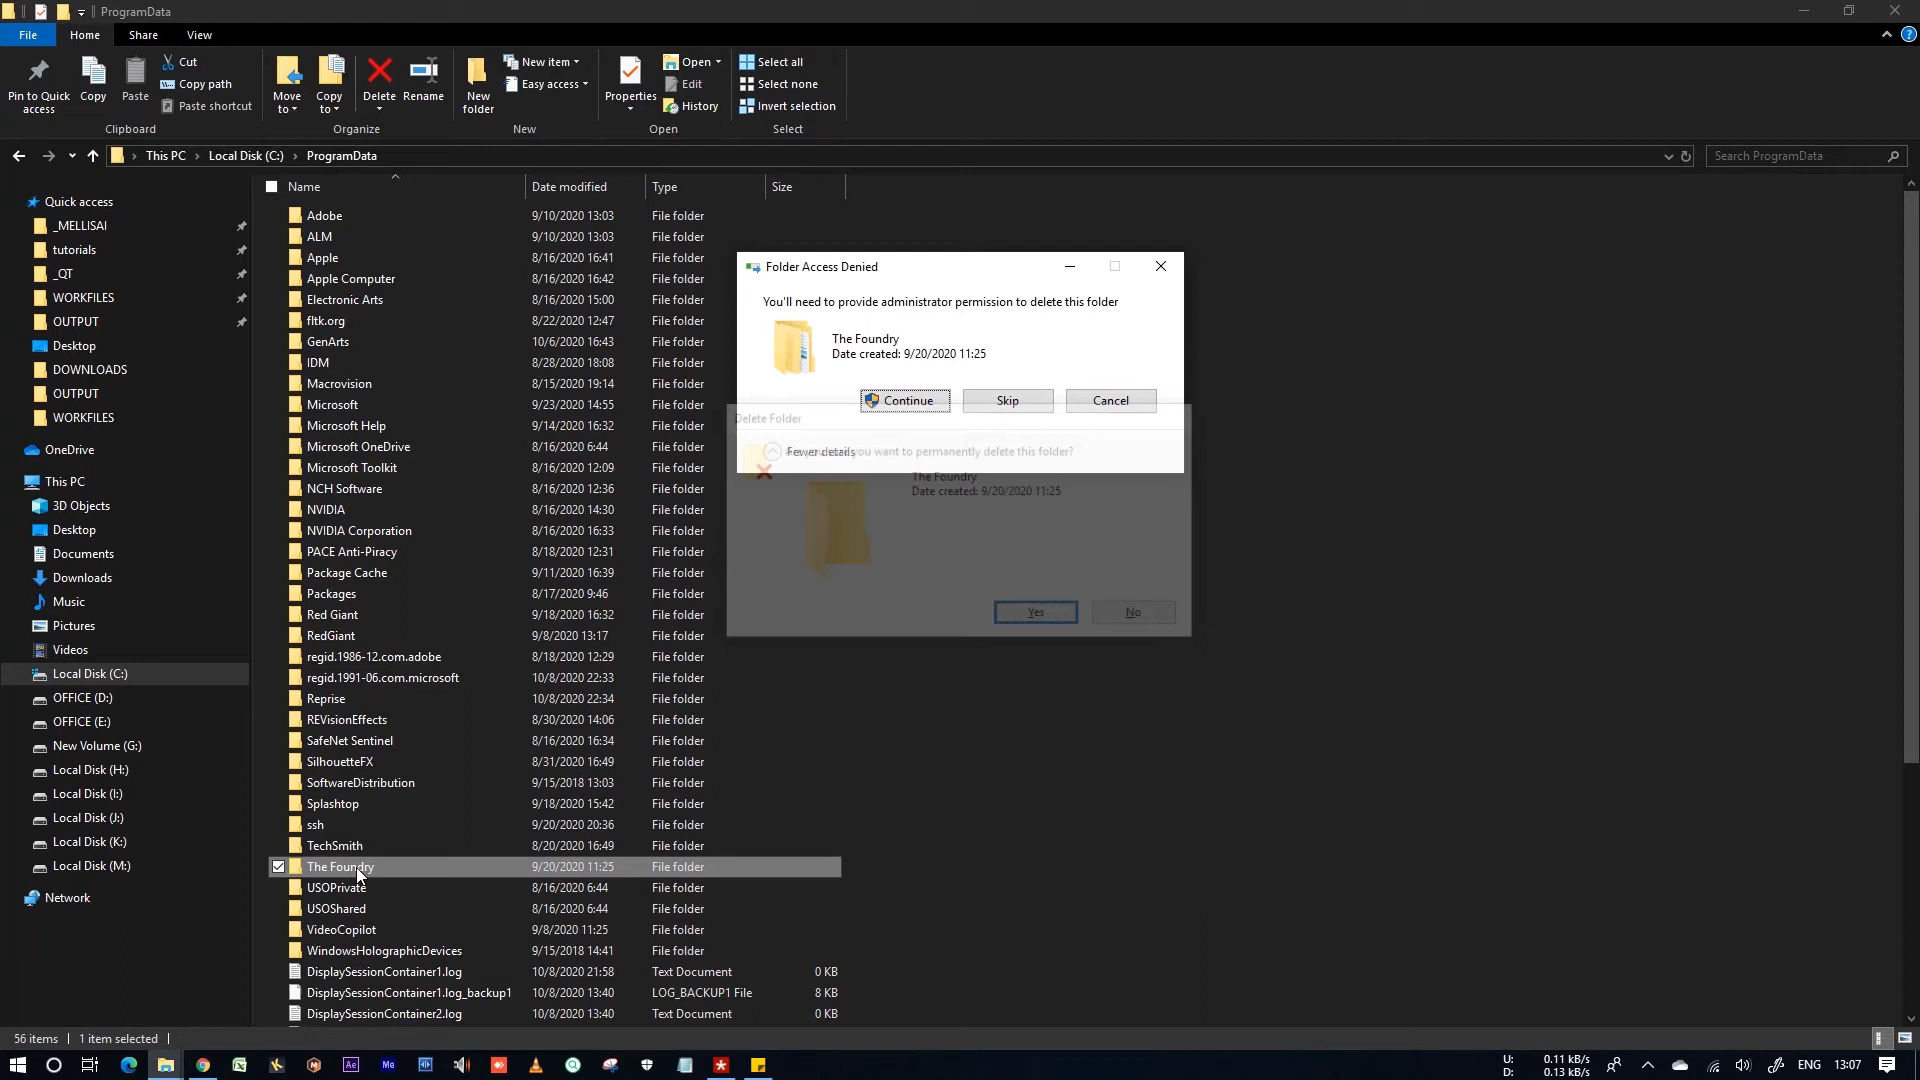 ProgramData
File
Home
Share
View
Pin to Quick access
Copy
Paste
Cut
Copy path
Paste shortcut
Clipboard
Move to
Copy to
Delete
Rename
Organize
New folder
New item
Easy access
New
Properties
Open
Edit
History
Open
Select all
Select none
Invert selection
Select
This PC
Local Disk (C:)
ProgramData
Search ProgramData
Quick access
_MELLISAI
tutorials
_QT
WORKFILES
OUTPUT
Desktop
DOWNLOADS
OUTPUT
WORKFILES
OneDrive
This PC
3D Objects
Desktop
Documents
Downloads
Music
Pictures
Videos
Local Disk (C:)
OFFICE (D:)
OFFICE (E:)
New Volume (G:)
Local Disk (H:)
Local Disk (I:)
Local Disk (J:)
Local Disk (K:)
Local Disk (M:)
Network
Name Date modified Type Size
Adobe 9/10/2020 13:03 File folder
ALM 9/10/2020 13:03 File folder
Apple 8/16/2020 16:41 File folder
Apple Computer 8/16/2020 16:42 File folder
Electronic Arts 8/16/2020 15:00 File folder
fltk.org 8/22/2020 12:47 File folder
GenArts 10/6/2020 16:43 File folder
IDM 8/28/2020 18:08 File folder
Macrovision 8/15/2020 19:14 File folder
Microsoft 9/23/2020 14:55 File folder
Microsoft Help 9/14/2020 16:32 File folder
Microsoft OneDrive 8/16/2020 6:44 File folder
Microsoft Toolkit 8/16/2020 12:09 File folder
NCH Software 8/16/2020 12:36 File folder
NVIDIA 8/16/2020 14:30 File folder
NVIDIA Corporation 8/16/2020 16:33 File folder
PACE Anti-Piracy 8/18/2020 12:31 File folder
Package Cache 9/11/2020 16:39 File folder
Packages 8/17/2020 9:46 File folder
Red Giant 9/18/2020 16:32 File folder
RedGiant 9/8/2020 13:17 File folder
regid.1986-12.com.adobe 8/18/2020 12:29 File folder
regid.1991-06.com.microsoft 10/8/2020 22:33 File folder
Reprise 10/8/2020 22:34 File folder
REVisionEffects 8/30/2020 14:06 File folder
SafeNet Sentinel 8/16/2020 16:34 File folder
SilhouetteFX 8/31/2020 16:49 File folder
SoftwareDistribution 9/15/2018 13:03 File folder
Splashtop 9/18/2020 15:42 File folder
ssh 9/20/2020 20:36 File folder
TechSmith 8/20/2020 16:49 File folder
The Foundry 9/20/2020 11:25 File folder
USOPrivate 8/16/2020 6:44 File folder
USOShared 8/16/2020 6:44 File folder
VideoCopilot 9/8/2020 11:25 File folder
WindowsHolographicDevices 9/15/2018 14:41 File folder
DisplaySessionContainer1.log 10/8/2020 21:58 Text Document 0 KB
DisplaySessionContainer1.log_backup1 10/8/2020 13:40 LOG_BACKUP1 File 8 KB
DisplaySessionContainer2.log 10/8/2020 13:40 Text Document 0 KB
Folder Access Denied
You'll need to provide administrator permission to delete this folder
The Foundry
Date created: 9/20/2020 11:25
Continue
Skip
Cancel
Delete Folder
Fewer details
you want to permanently delete this folder?
The Foundry
Date created: 9/20/2020 11:25
Yes
No
56 items
1 item selected
Ae
Me
U: 0.11 kB/s
D: 0.13 kB/s
ENG
13:07